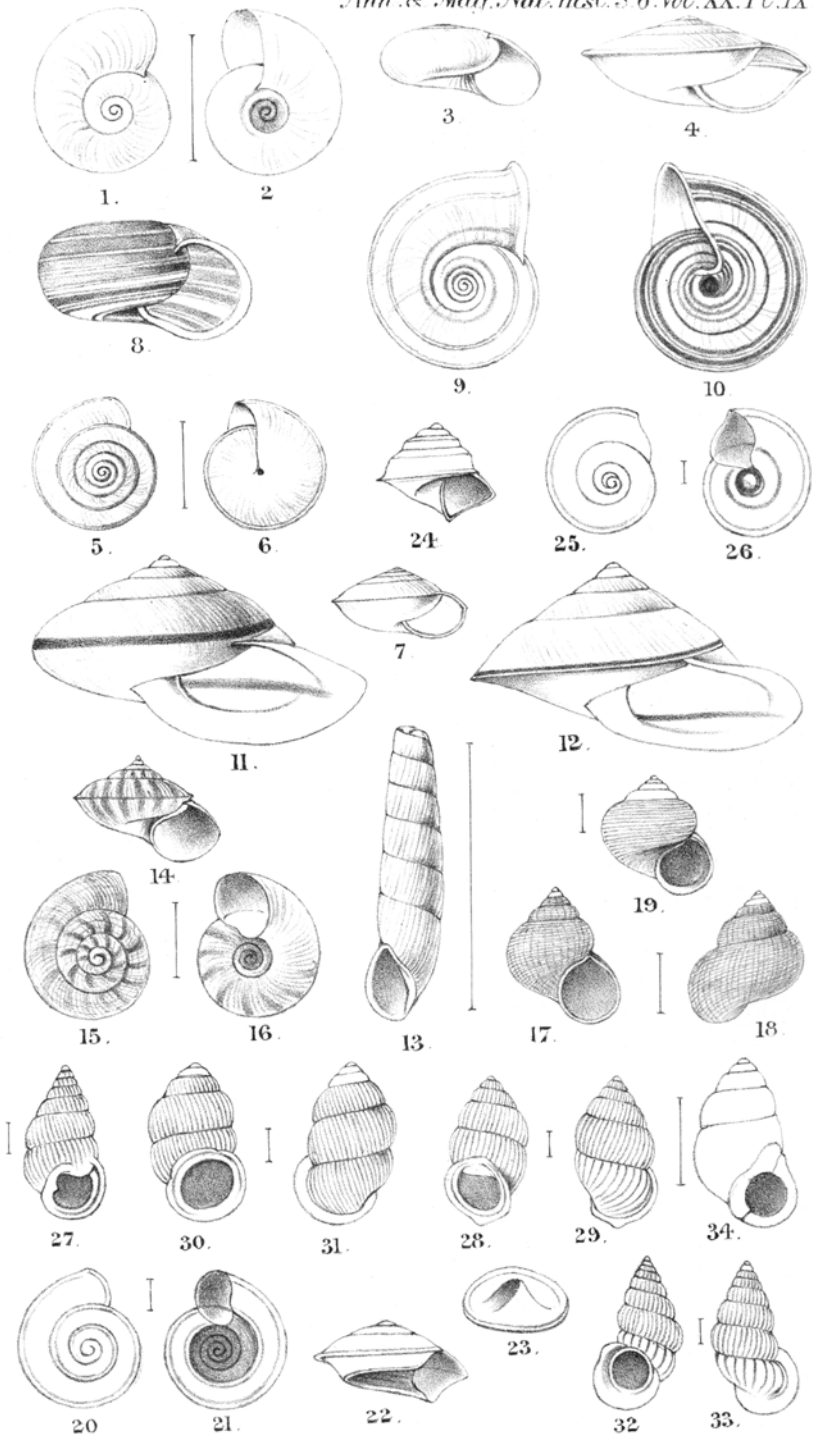 Ann. & Mag. Nat. Hist. S. 6. Vol. XX. Pl. IX
3. 4.
1. 2
8. 9. 10.
5. 6. 24. 25. 26.
7.
11. 12.
14. 19.
15. 16. 13. 17. 18.
27. 30. 31. 28. 29. 34.
23.
20 21. 22. 32 33.